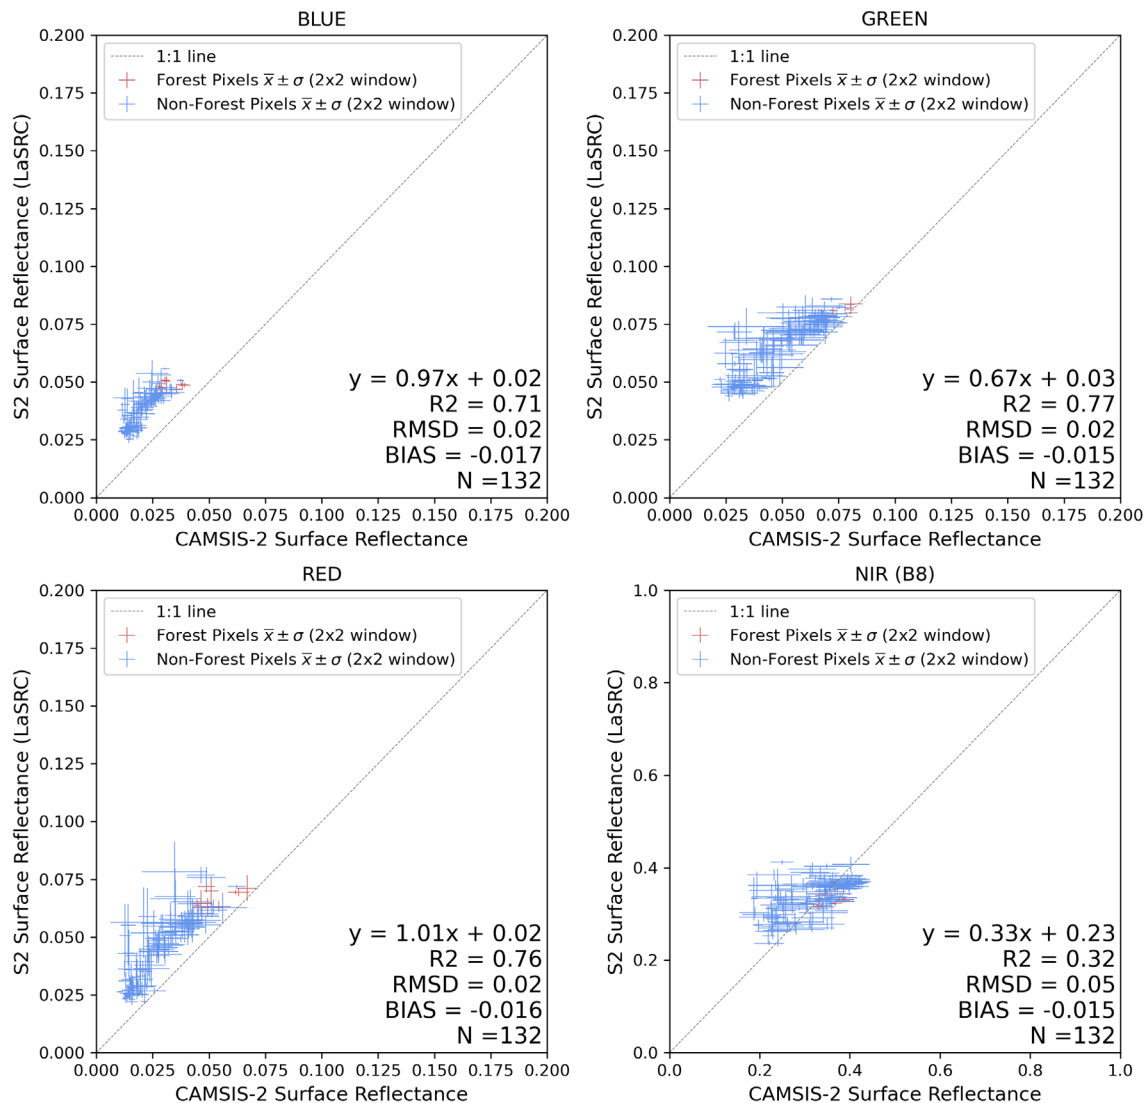 BLUE
0.200
0.175
0.150
0.125
0.100
0.075
0.050
0.025
0.000
S2 Surface Reflectance (LaSRC)
1:1 line
Forest Pixels x̅ ± σ (2x2 window)
Non-Forest Pixels x̅ ± σ (2x2 window)
y = 0.97x + 0.02
R2 = 0.71
RMSD = 0.02
BIAS = -0.017
N =132
0.000 0.025 0.050 0.075 0.100 0.125 0.150 0.175 0.200
CAMSIS-2 Surface Reflectance
GREEN
0.200
0.175
0.150
0.125
0.100
0.075
0.050
0.025
0.000
S2 Surface Reflectance (LaSRC)
1:1 line
Forest Pixels x̅ ± σ (2x2 window)
Non-Forest Pixels x̅ ± σ (2x2 window)
y = 0.67x + 0.03
R2 = 0.77
RMSD = 0.02
BIAS = -0.015
N =132
0.000 0.025 0.050 0.075 0.100 0.125 0.150 0.175 0.200
CAMSIS-2 Surface Reflectance
RED
0.200
0.175
0.150
0.125
0.100
0.075
0.050
0.025
0.000
S2 Surface Reflectance (LaSRC)
1:1 line
Forest Pixels x̅ ± σ (2x2 window)
Non-Forest Pixels x̅ ± σ (2x2 window)
y = 1.01x + 0.02
R2 = 0.76
RMSD = 0.02
BIAS = -0.016
N =132
0.000 0.025 0.050 0.075 0.100 0.125 0.150 0.175 0.200
CAMSIS-2 Surface Reflectance
NIR (B8)
1.0
0.8
0.6
0.4
0.2
0.0
S2 Surface Reflectance (LaSRC)
1:1 line
Forest Pixels x̅ ± σ (2x2 window)
Non-Forest Pixels x̅ ± σ (2x2 window)
y = 0.33x + 0.23
R2 = 0.32
RMSD = 0.05
BIAS = -0.015
N =132
0.0 0.2 0.4 0.6 0.8 1.0
CAMSIS-2 Surface Reflectance